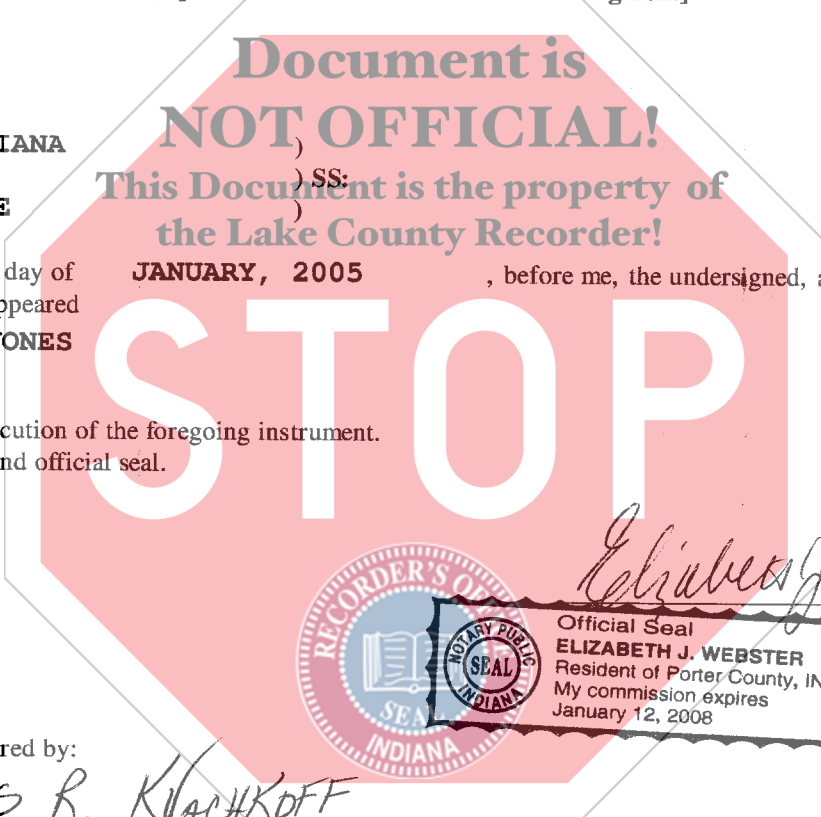 Document is
NOT OFFICIAL!
IANA )
) SS:
This Document is the property of
E )
the Lake County Recorder!
day of JANUARY, 2005 , before me, the undersigned, a
ppeared
ONES
STOP
cution of the foregoing instrument.
nd official seal.
Elizabeth J
RECORDER'S OF
SEAL
INDIANA
NOTARY PUBLIC
SEAL
INDIANA
Official Seal
ELIZABETH J. WEBSTER
Resident of Porter County, IN
My commission expires
January 12, 2008
red by:
S R. KVACHKOFF